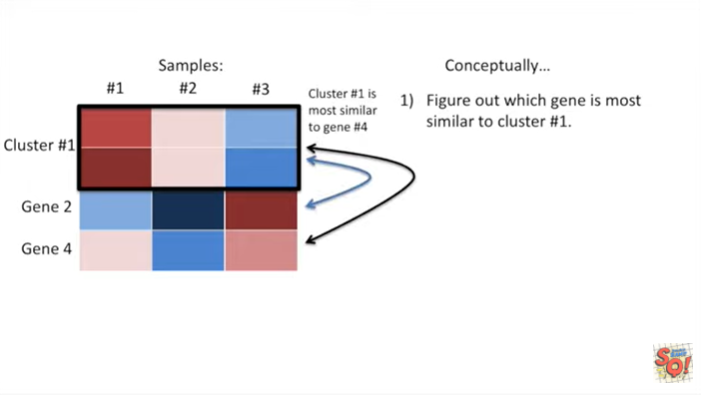 Samples:
#1 #2 #3
Cluster #1
Gene 2
Gene 4
Cluster #1 is
most similar
to gene #4
Conceptually...
1) Figure out which gene is most
similar to cluster #1.
SQ!